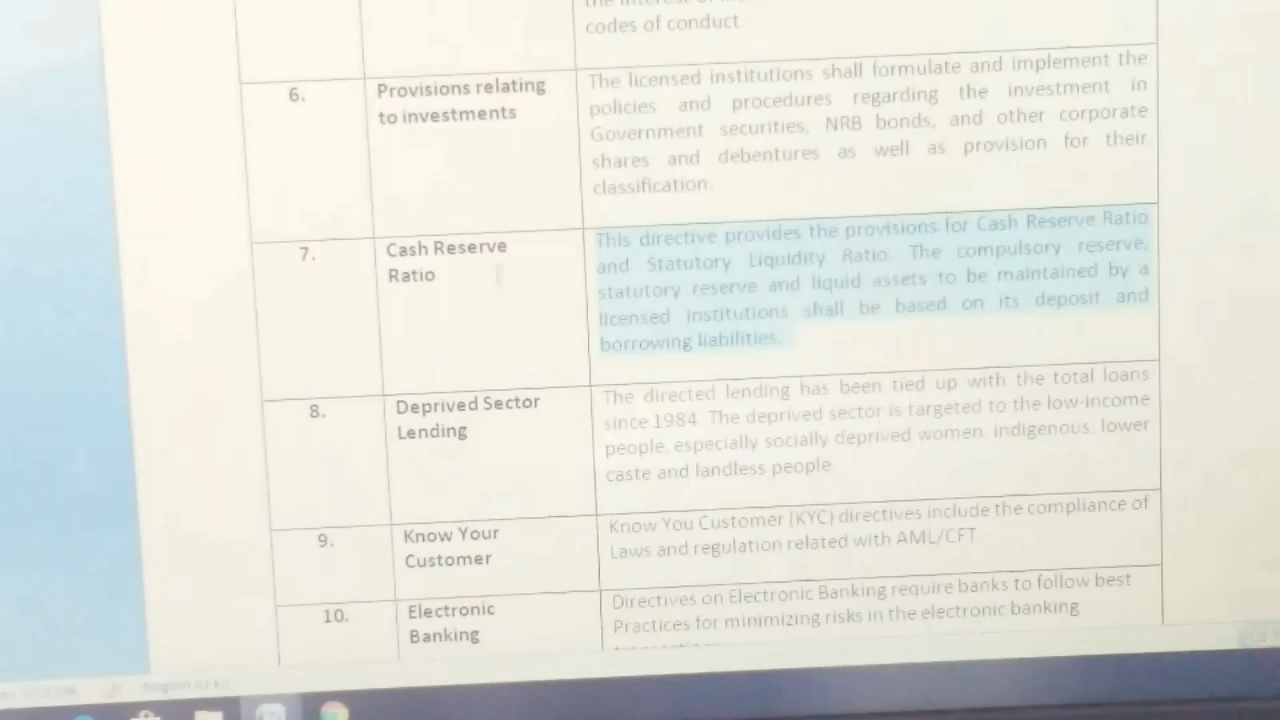 codes of conduct.
6.
Provisions relating
to investments
The licensed institutions shall formulate and implement the
policies and procedures regarding the investment in
Government securities, NRB bonds, and other corporate
shares and debentures as well as provision for their
classification.
7.
Cash Reserve
Ratio
This directive provides the provisions for Cash Reserve Ratio
and Statutory Liquidity Ratio. The compulsory reserve,
statutory reserve and liquid assets to be maintained by a
licensed institutions shall be based on its deposit and
borrowing liabilities.
8.
Deprived Sector
Lending
The directed lending has been tied up with the total loans
since 1984. The deprived sector is targeted to the low-income
people, especially socially deprived women, indigenous, lower
caste and landless people.
9.
Know Your
Customer
Know You Customer (KYC) directives include the compliance of
Laws and regulation related with AML/CFT.
10.
Electronic
Banking
Directives on Electronic Banking require banks to follow best
Practices for minimizing risks in the electronic banking
English